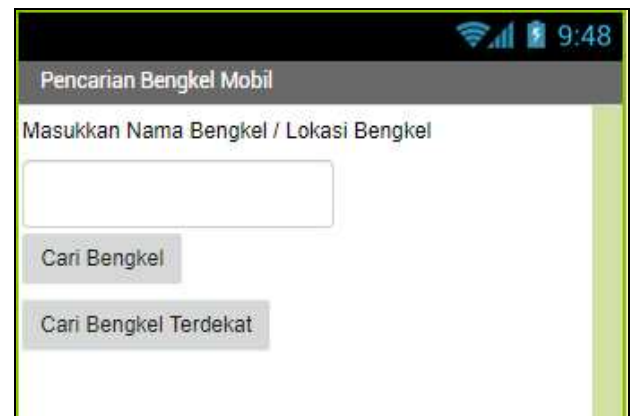 9:48
Pencarian Bengkel Mobil
Masukkan Nama Bengkel / Lokasi Bengkel
Cari Bengkel
Cari Bengkel Terdekat